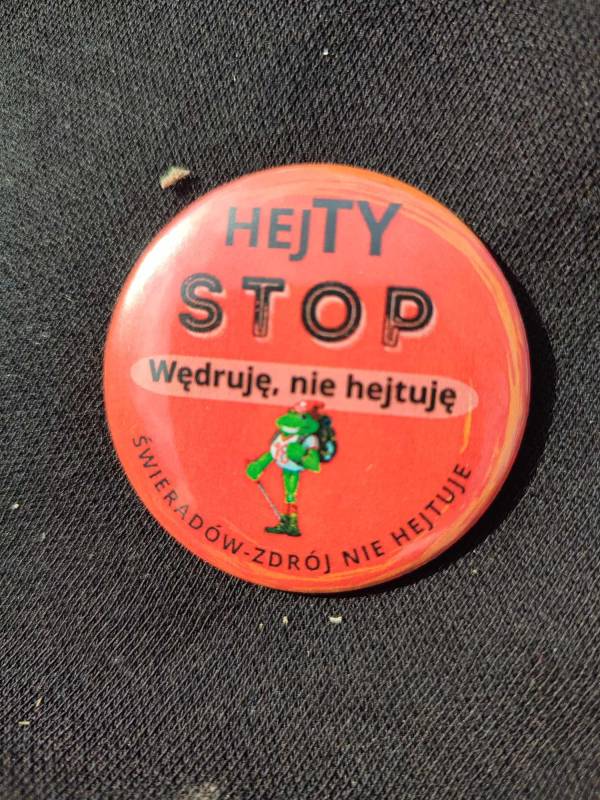 HEJTY
STOP
Wędruję, nie hejtuję
ŚWIERADÓW-ZDRÓJ NIE HEJTUJE